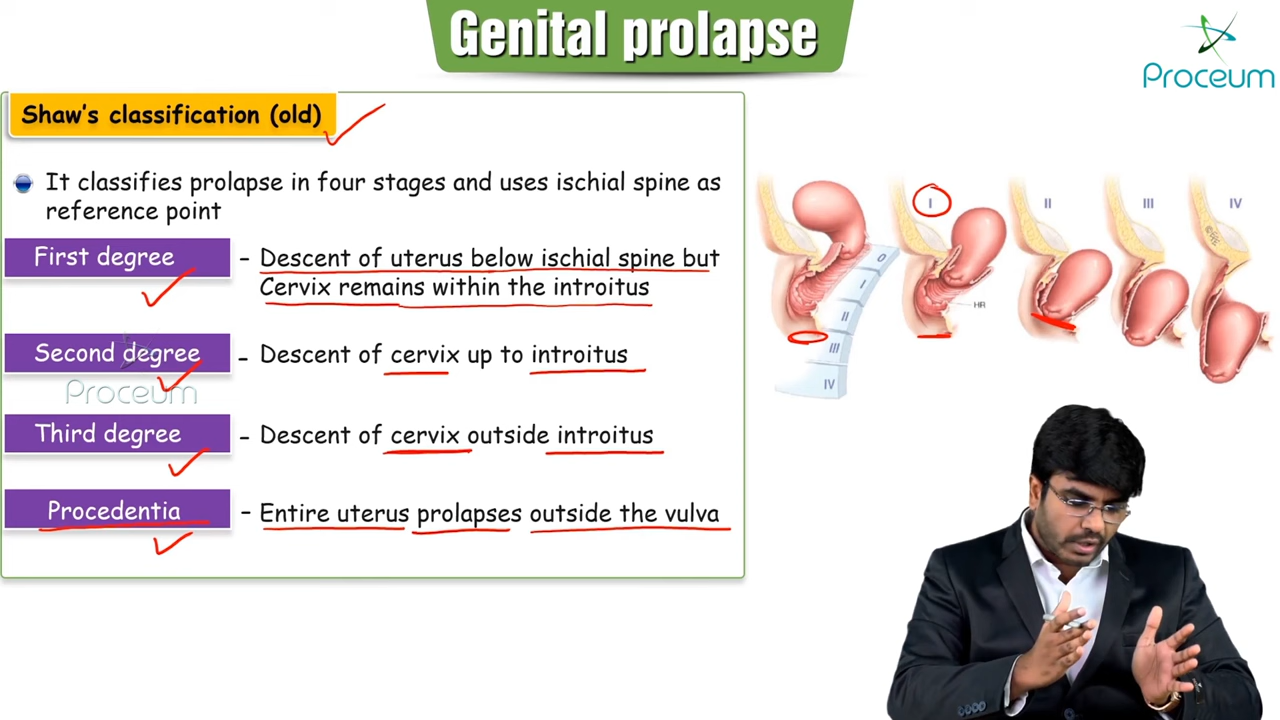 Genital prolapse
Proceum
Shaw's classification (old)
It classifies prolapse in four stages and uses ischial spine as
reference point
First degree
- Descent of uterus below ischial spine but
Cervix remains within the introitus
Second degree
- Descent of cervix up to introitus
Proceum
Third degree
- Descent of cervix outside introitus
Procedentia
- Entire uterus prolapses outside the vulva
I
II
III
IV
0
I
II
III
IV
HR